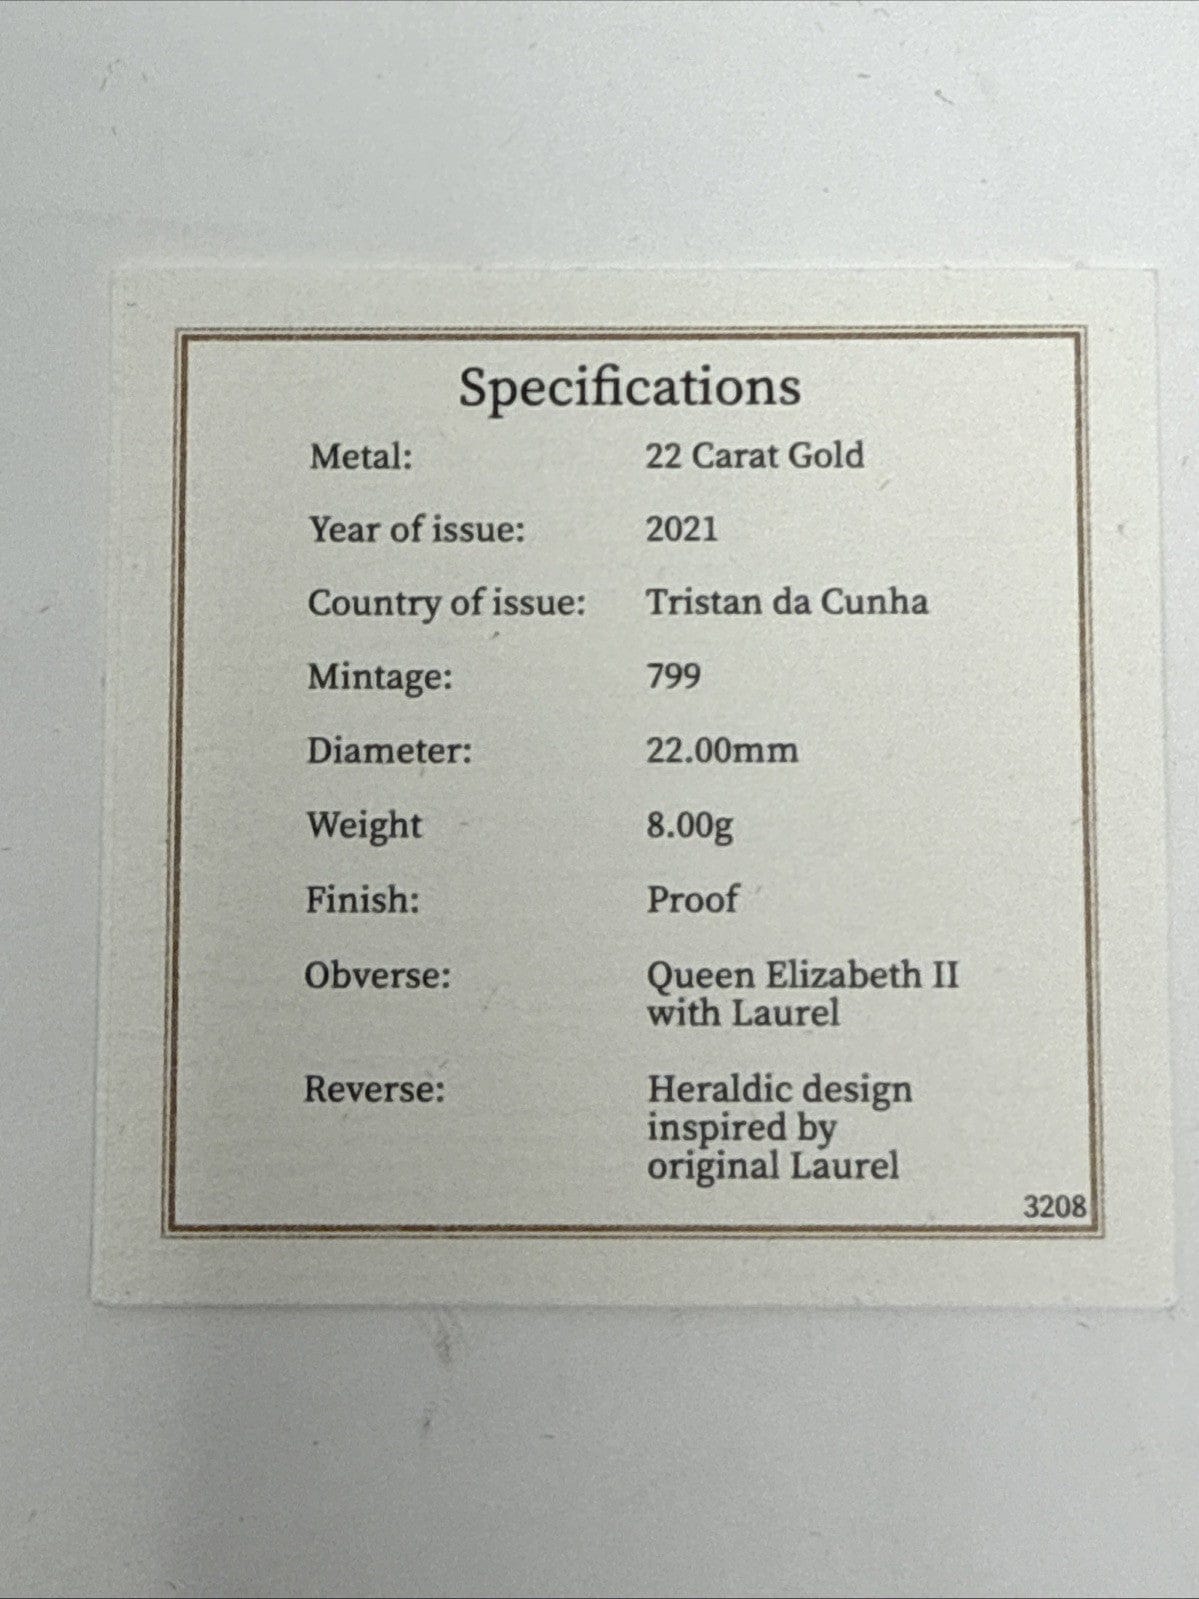 Specifications
Metal: 22 Carat Gold
Year of issue: 2021
Country of issue: Tristan da Cunha
Mintage: 799
Diameter: 22.00mm
Weight 8.00g
Finish: Proof
Obverse: Queen Elizabeth II
with Laurel
Reverse: Heraldic design
inspired by
original Laurel
3208